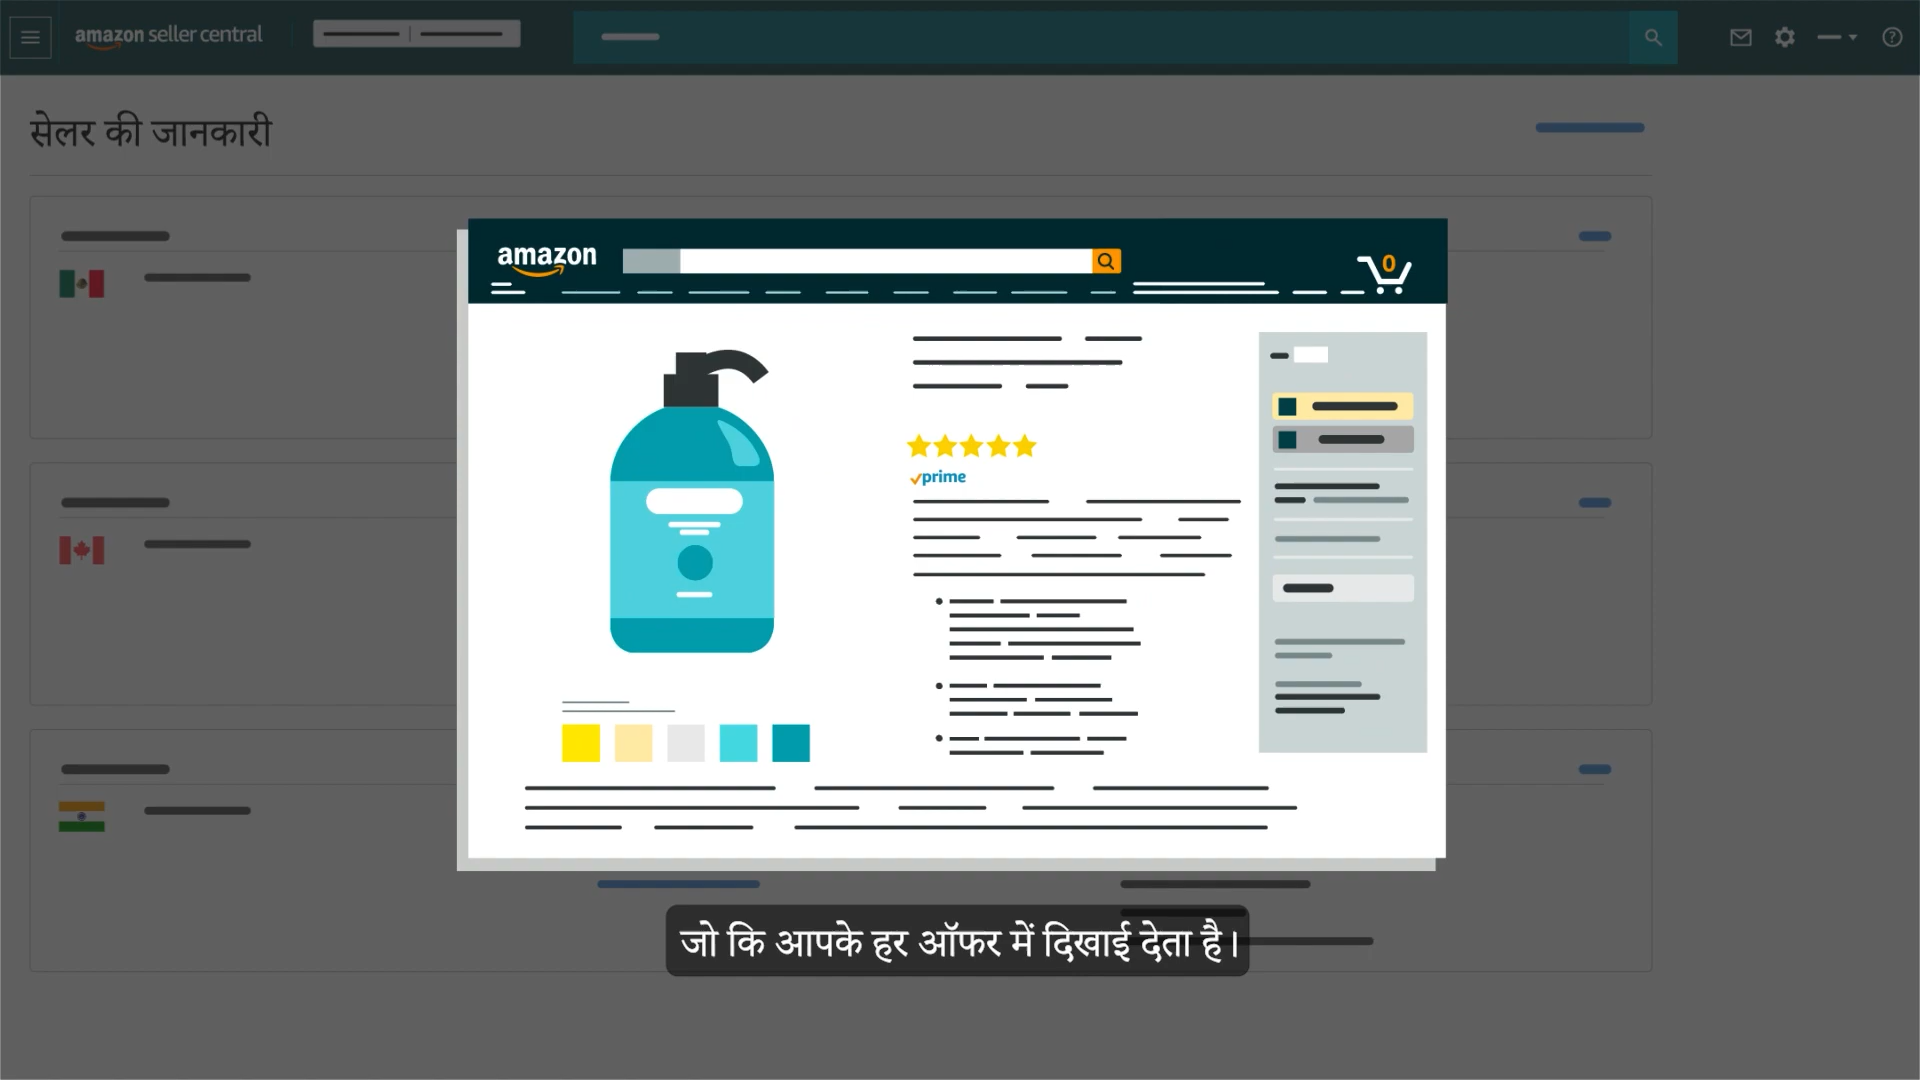 amazon seller central
सेलर की जानकारी
amazon
0
prime
जो कि आपके हर ऑफर में दिखाई देता है।